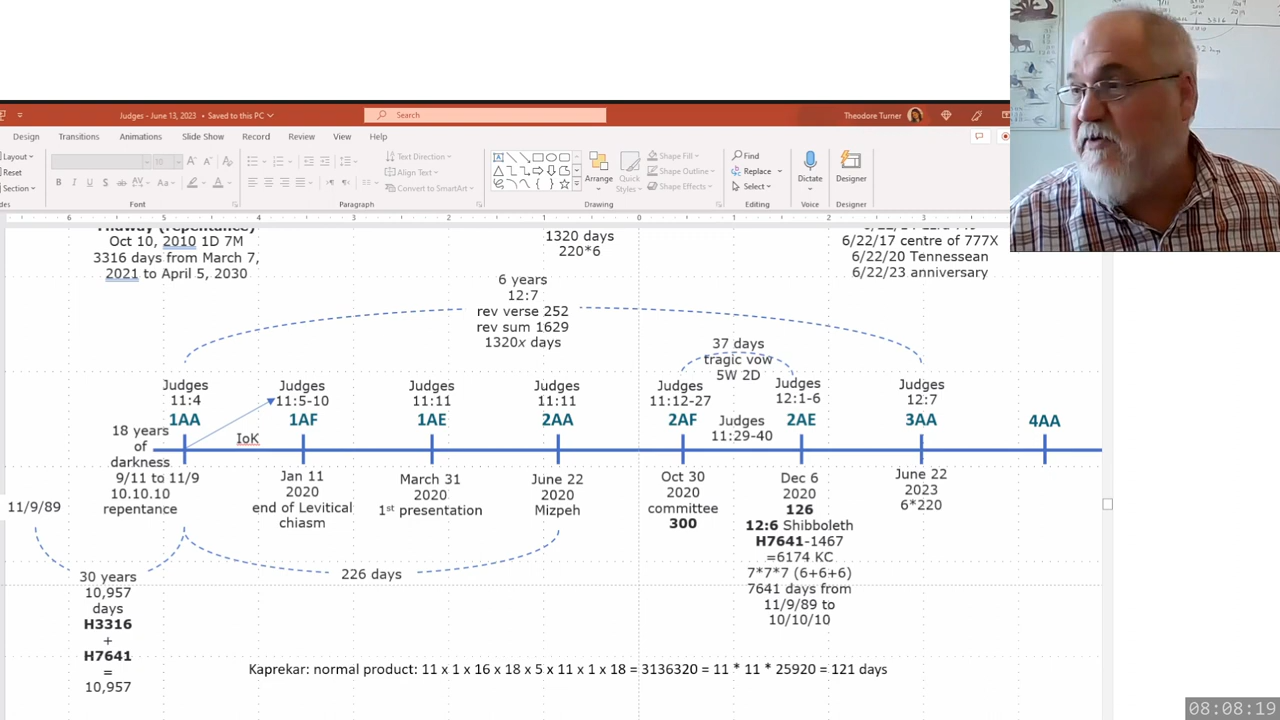 Judges - June 13, 2023 • Saved to this PC
Search
Theodore Turner
Design Transitions Animations Slide Show Record Review View Help
Layout
Reset
Section
Font
Paragraph
Text Direction
Align Text
Convert to SmartArt
Arrange
Quick Styles
Shape Fill
Shape Outline
Shape Effects
Drawing
Find
Replace
Select
Editing
Dictate
Voice
Designer
Designer
6 5 4 3 2 1 0 1 2 3
Oct 10, 2010 1D 7M
3316 days from March 7,
2021 to April 5, 2030
1320 days
220*6
6/22/17 centre of 777X
6/22/20 Tennessean
6/22/23 anniversary
6 years
12:7
rev verse 252
rev sum 1629
1320x days
37 days
tragic vow
5W 2D
Judges
11:4
1AA
Judges
11:5-10
1AF
Judges
11:11
1AE
Judges
11:11
2AA
Judges
11:12-27
2AF
Judges
11:29-40
Judges
12:1-6
2AE
Judges
12:7
3AA
4AA
IoK
18 years
of
darkness
9/11 to 11/9
10.10.10
repentance
11/9/89
Jan 11
2020
end of Levitical
chiasm
March 31
2020
1st presentation
June 22
2020
Mizpeh
Oct 30
2020
committee
300
Dec 6
2020
126
12:6 Shibboleth
H7641-1467
=6174 KC
7*7*7 (6+6+6)
7641 days from
11/9/89 to
10/10/10
June 22
2023
6*220
226 days
30 years
10,957
days
H3316
+
H7641
=
10,957
Kaprekar: normal product: 11 x 1 x 16 x 18 x 5 x 11 x 1 x 18 = 3136320 = 11 * 11 * 25920 = 121 days
08:08:19